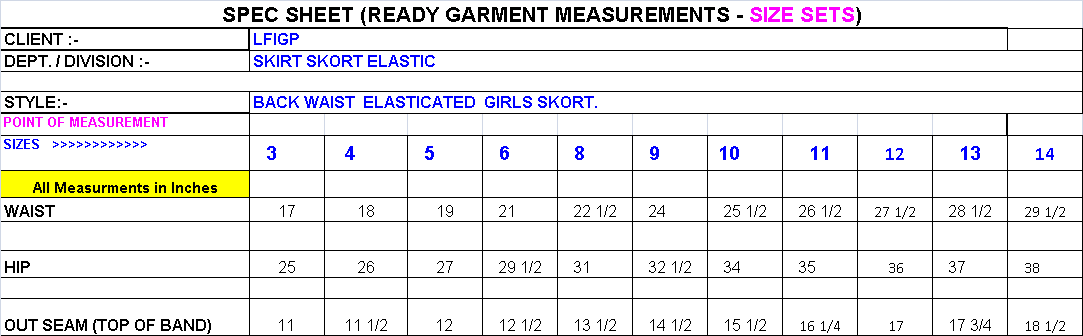 SPEC SHEET (READY GARMENT MEASUREMENTS - SIZE SETS)
CLIENT :- LFIGP
DEPT. / DIVISION :- SKIRT SKORT ELASTIC
STYLE:- BACK WAIST ELASTICATED GIRLS SKORT.
POINT OF MEASUREMENT
SIZES >>>>>>>>>>>> 3 4 5 6 8 9 10 11 12 13 14
All Measurments in Inches
WAIST 17 18 19 21 22 1/2 24 25 1/2 26 1/2 27 1/2 28 1/2 29 1/2
HIP 25 26 27 29 1/2 31 32 1/2 34 35 36 37 38
OUT SEAM (TOP OF BAND) 11 11 1/2 12 12 1/2 13 1/2 14 1/2 15 1/2 16 1/4 17 17 3/4 18 1/2